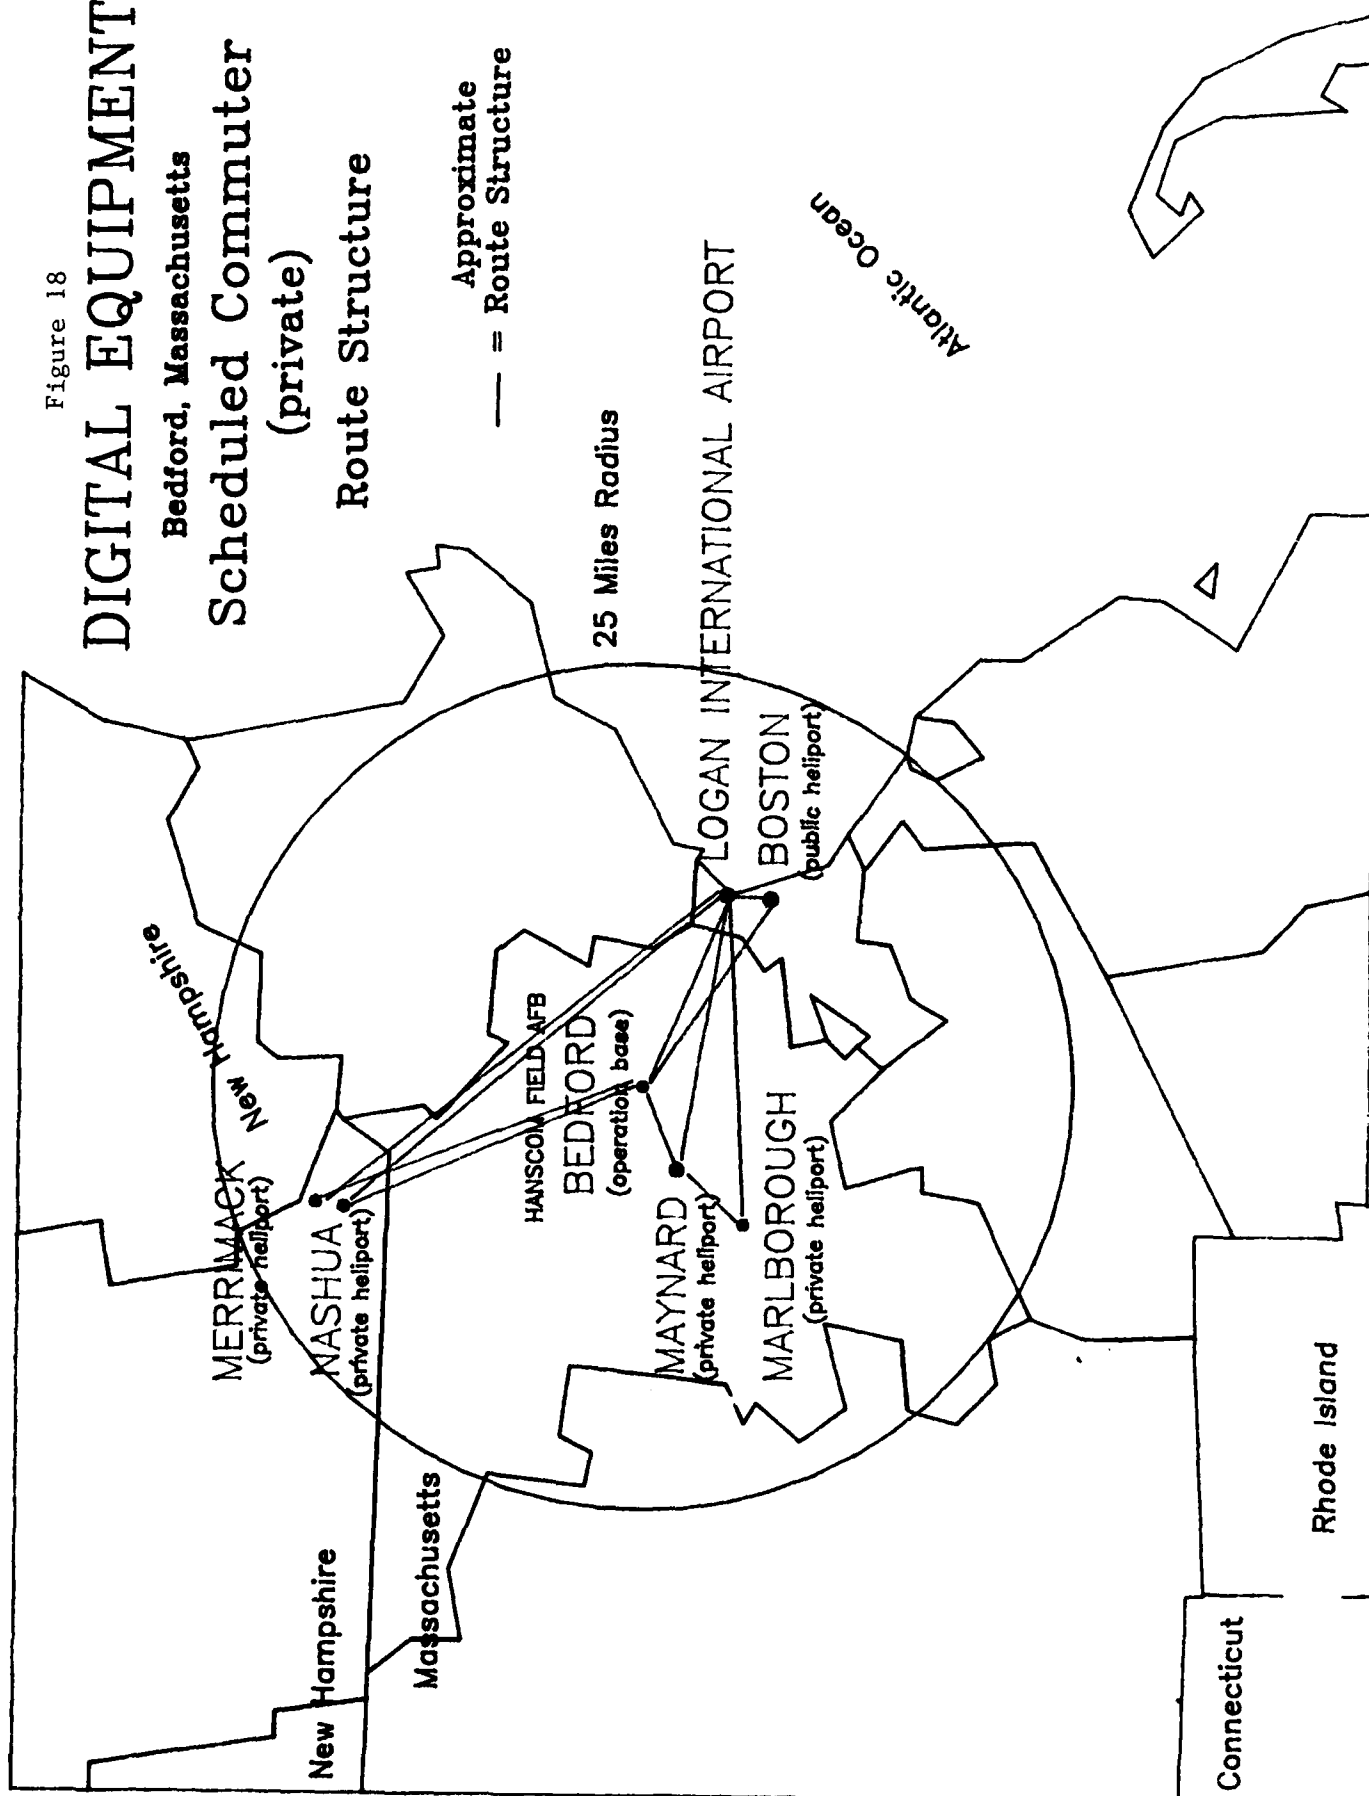 Figure 18
DIGITAL EQUIPMENT
Bedford, Massachusetts
Scheduled Commuter
(private)
Route Structure
Approximate
— = Route Structure
25 Miles Radius
LOGAN INTERNATIONAL AIRPORT
BOSTON
(public heliport)
Atlantic Ocean
New Hampshire
MERRIMACK
(private heliport)
NASHUA
(private heliport)
HANSCOM FIELD AFB
BEDFORD
(operation base)
MAYNARD
(private heliport)
MARLBOROUGH
(private heliport)
New Hampshire
Massachusetts
Connecticut
Rhode Island